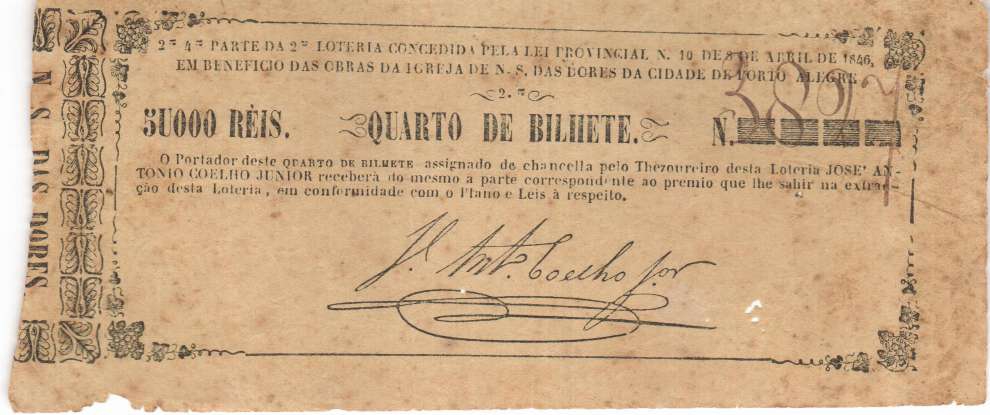 2ª 4ª PARTE DA 2ª LOTERIA CONCEDIDA PELA LEI PROVINCIAL N. 10 DE 8 DE ABRIL DE 1846,
EM BENEFICIO DAS OBRAS DA IGREJA DE N. S. DAS DORES DA CIDADE DE PORTO ALEGRE
2.ª
5U000 RÉIS. QUARTO DE BILHETE. N.
O Portador deste QUARTO DE BILHETE assignado de chancella pelo Thezoureiro desta Loteria JOSE' AN-
TONIO COELHO JUNIOR receberá do mesmo a parte correspondente ao premio que lhe sahir na extrac-
ção desta Loteria, em conformidade com o Plano e Leis à respeito.
J. Ant. Coelho Jor
N S DAS DORES